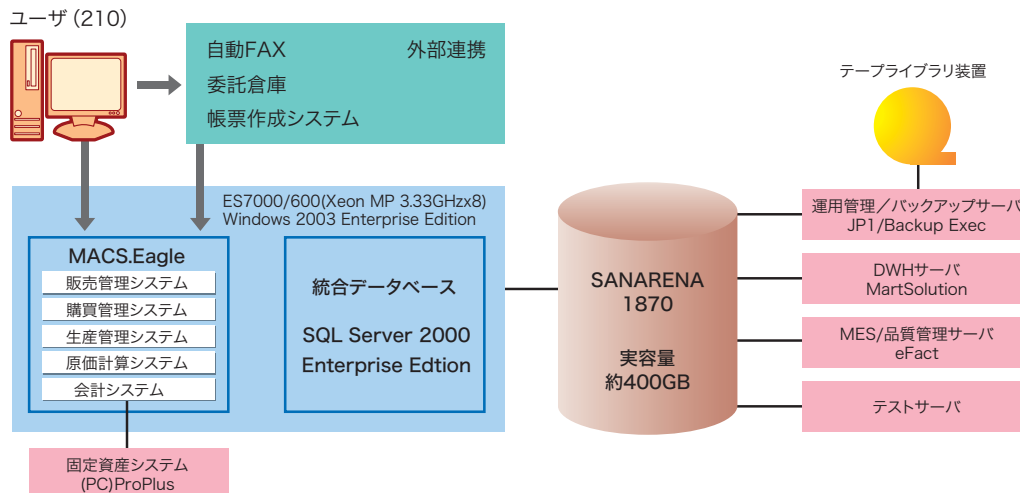 ユーザ(210)
自動FAX 外部連携
委託倉庫
帳票作成システム
テープライブラリ装置
ES7000/600(Xeon MP 3.33GHzx8)
Windows 2003 Enterprise Edition
MACS.Eagle
販売管理システム
購買管理システム
生産管理システム
原価計算システム
会計システム
統合データベース
SQL Server 2000
Enterprise Edtion
固定資産システム
(PC)ProPlus
SANARENA
1870
実容量
約400GB
運用管理/バックアップサーバ
JP1/Backup Exec
DWHサーバ
MartSolution
MES/品質管理サーバ
eFact
テストサーバ